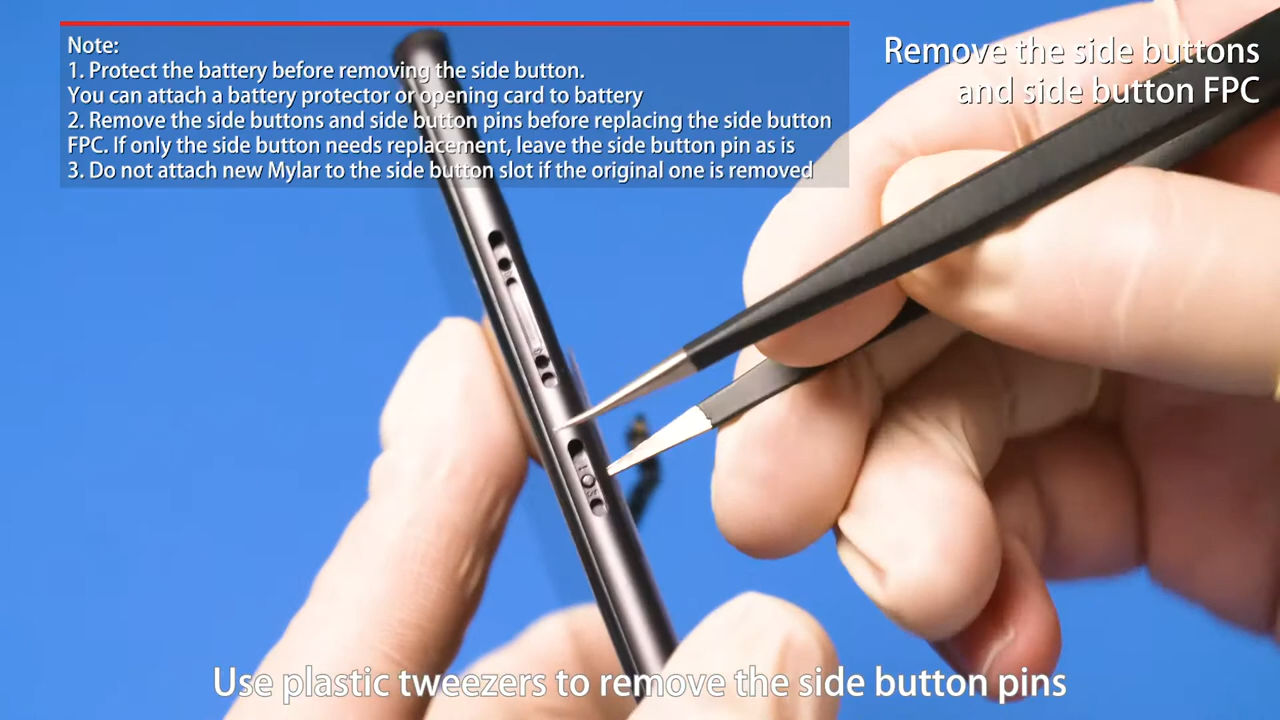 Note:
1. Protect the battery before removing the side button.
You can attach a battery protector or opening card to battery
2. Remove the side buttons and side button pins before replacing the side button
FPC. If only the side button needs replacement, leave the side button pin as is
3. Do not attach new Mylar to the side button slot if the original one is removed
Remove the side buttons
and side button FPC
Use plastic tweezers to remove the side button pins